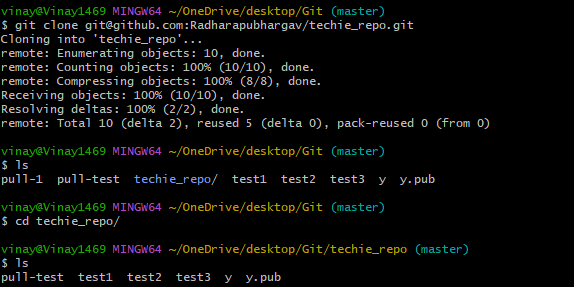 vinay@Vinay1469 MINGW64 ~/OneDrive/desktop/Git (master)
$ git clone git@github.com:Radharapubhargav/techie_repo.git
Cloning into 'techie_repo'...
remote: Enumerating objects: 10, done.
remote: Counting objects: 100% (10/10), done.
remote: Compressing objects: 100% (8/8), done.
Receiving objects: 100% (10/10), done.
Resolving deltas: 100% (2/2), done.
remote: Total 10 (delta 2), reused 5 (delta 0), pack-reused 0 (from 0)
vinay@Vinay1469 MINGW64 ~/OneDrive/desktop/Git (master)
$ ls
pull-1  pull-test  techie_repo/  test1  test2  test3  y  y.pub
vinay@Vinay1469 MINGW64 ~/OneDrive/desktop/Git (master)
$ cd techie_repo/
vinay@Vinay1469 MINGW64 ~/OneDrive/desktop/Git/techie_repo (master)
$ ls
pull-test  test1  test2  test3  y  y.pub